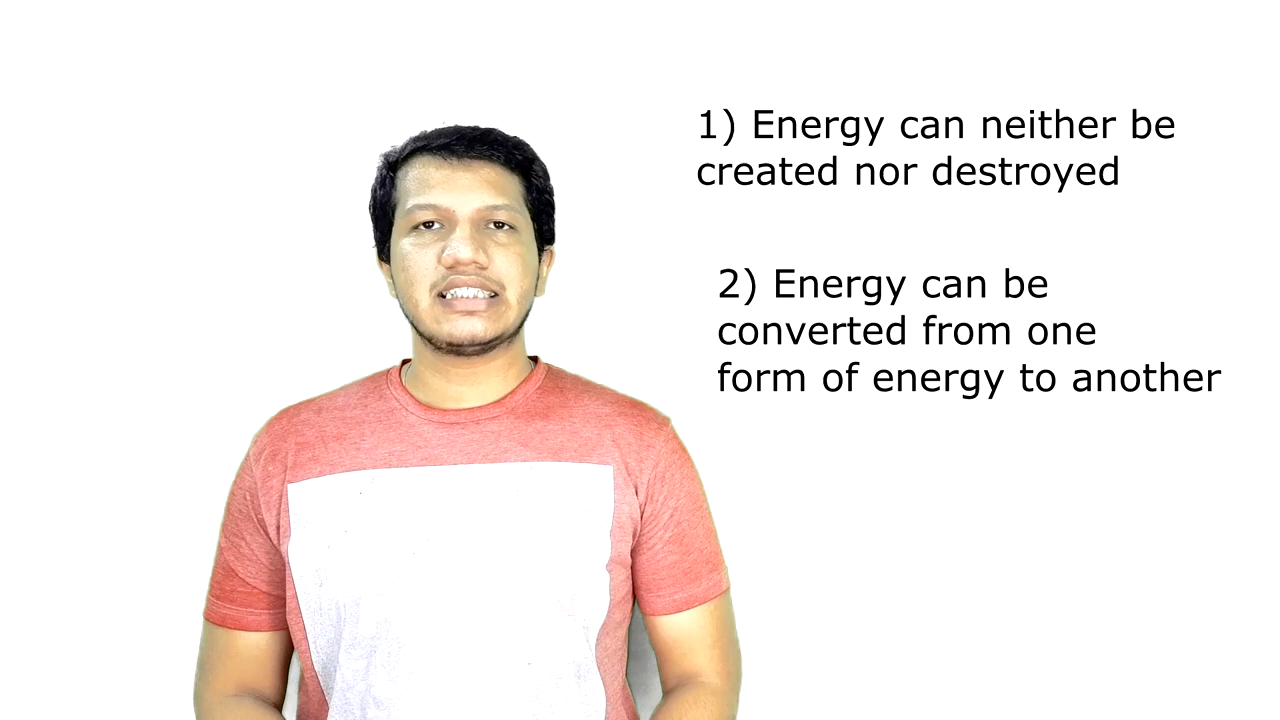 1) Energy can neither be
created nor destroyed
2) Energy can be
converted from one
form of energy to another